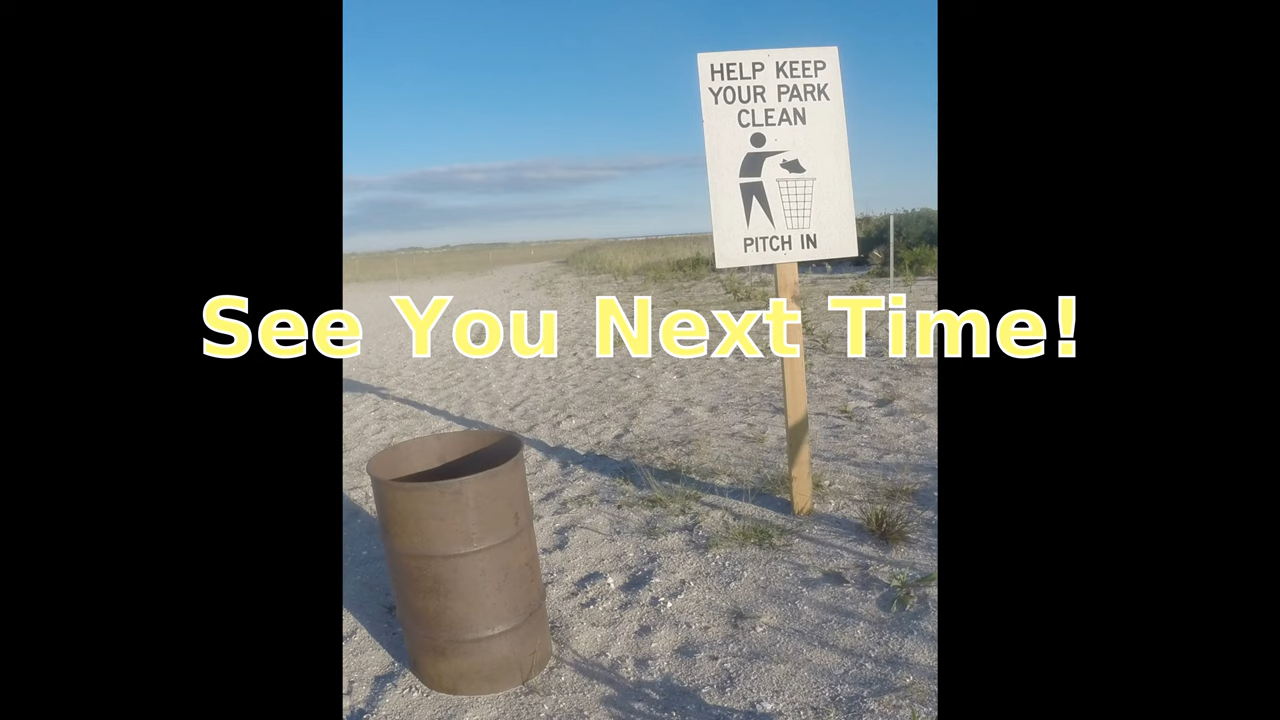 HELP KEEP
YOUR PARK
CLEAN
PITCH IN
See You Next Time!